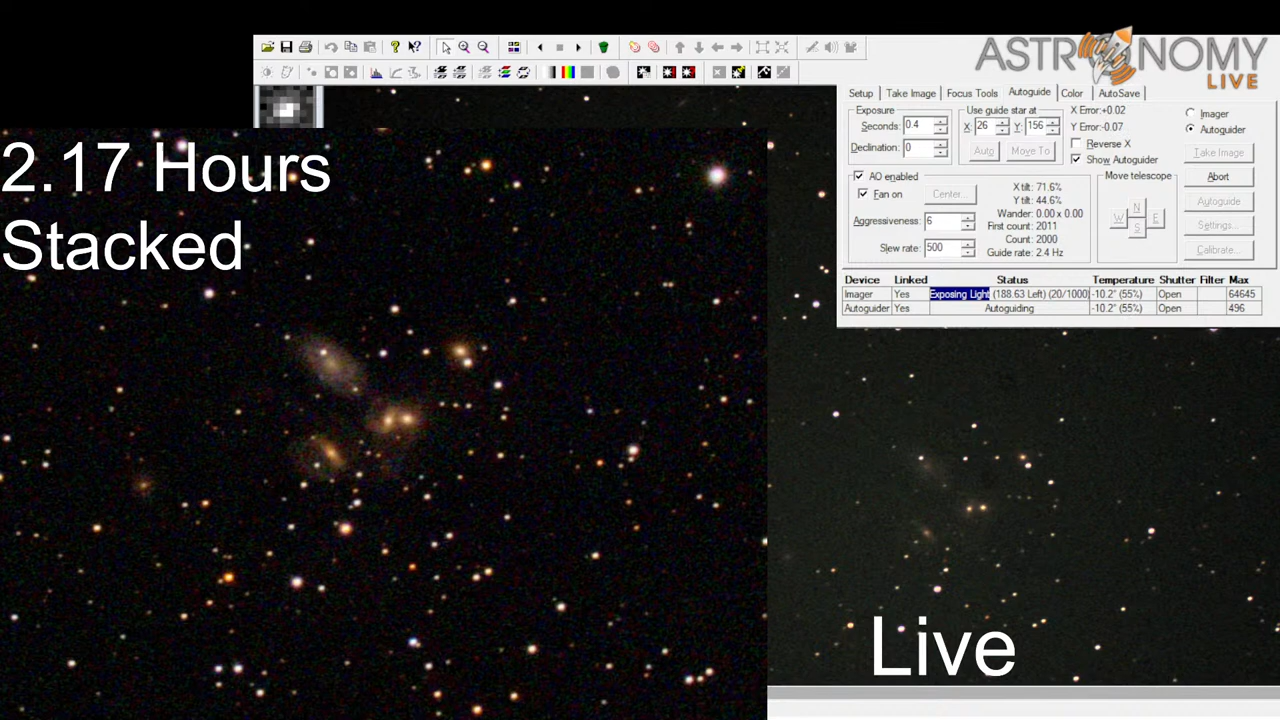 ASTRONOMY
LIVE
2.17 Hours
Stacked
Setup Take Image Focus Tools Autoguide Color AutoSave
Exposure
Seconds: 0.4
Declination: 0
Use guide star at
X: 26 Y: 156
Auto Move To
X Error:+0.02
Y Error:-0.07
Reverse X
Show Autoguider
Imager
Autoguider
Take Image
Abort
Autoguide
Settings...
Calibrate...
AO enabled
Fan on
Center...
Aggressiveness: 6
Slew rate: 500
X tilt: 71.6%
Y tilt: 44.6%
Wander: 0.00 x 0.00
First count: 2011
Count: 2000
Guide rate: 2.4 Hz
Move telescope
N
W E
S
Device Linked Status Temperature Shutter Filter Max
Imager Yes Exposing Light (188.63 Left) (20/1000) -10.2° (55%) Open 64645
Autoguider Yes Autoguiding -10.2° (55%) Open 496
Live